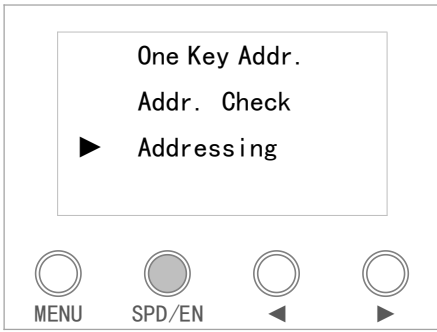 One Key Addr.
Addr. Check
▶ Addressing
MENU SPD/EN ◀ ▶